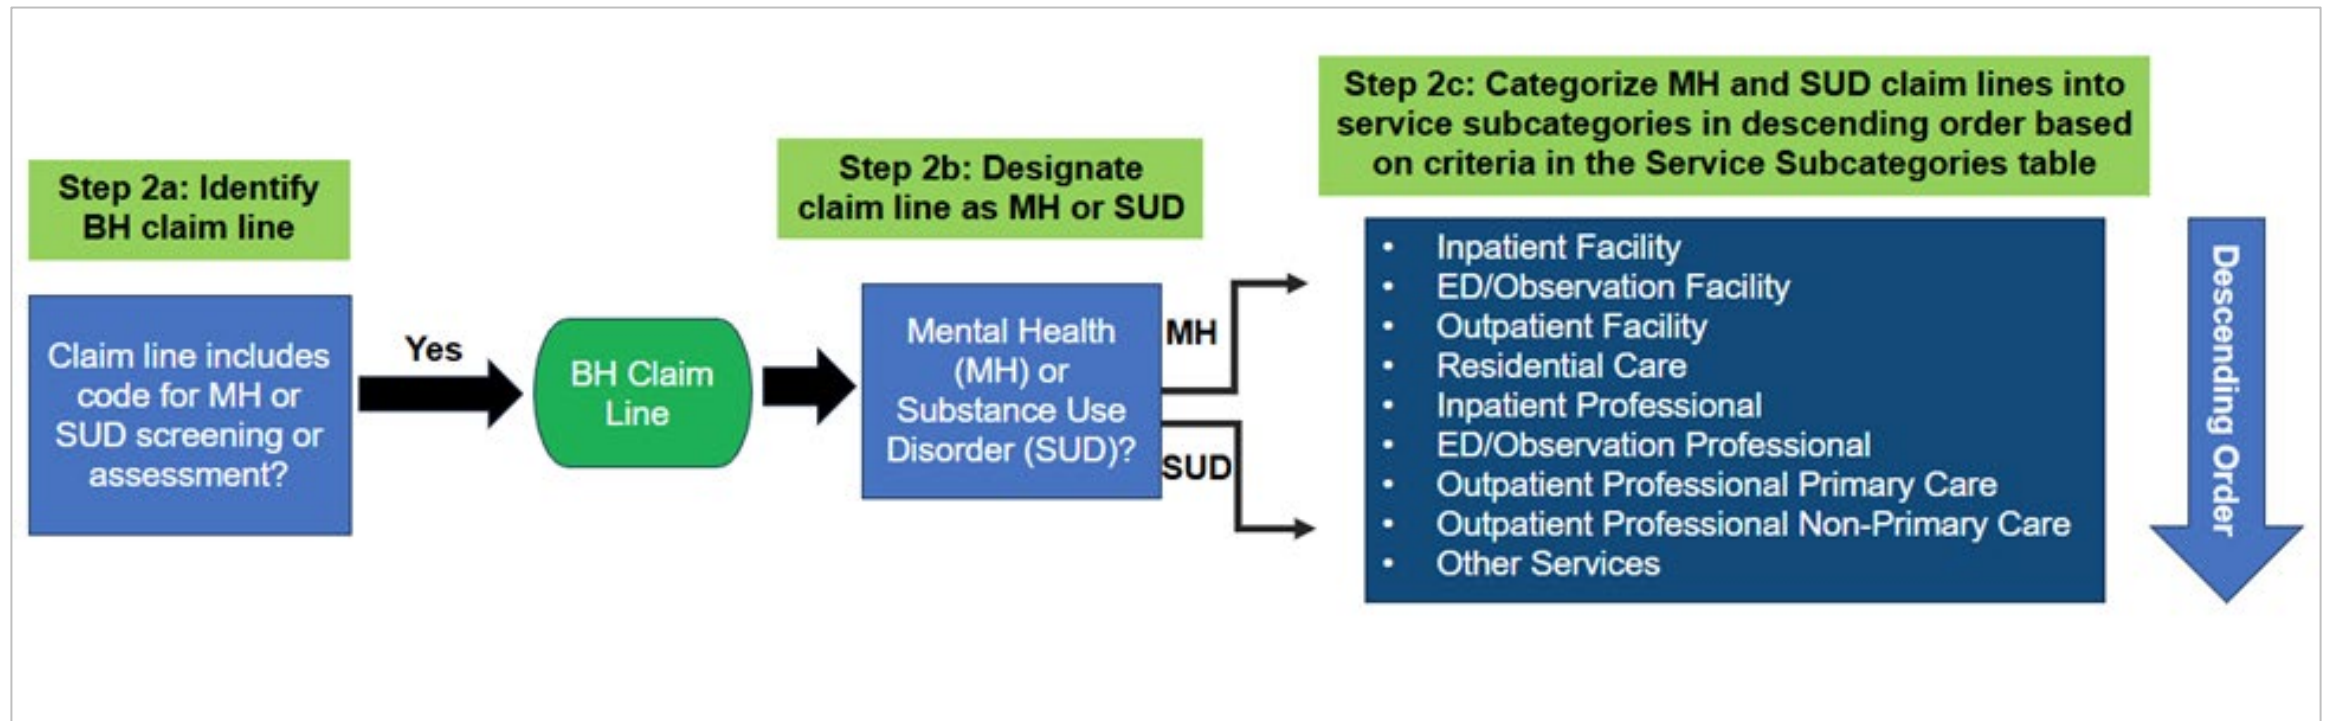 Step 2a: Identify
BH claim line
Claim line includes
code for MH or
SUD screening or
assessment?
Yes
BH Claim
Line
Step 2b: Designate
claim line as MH or SUD
Mental Health
(MH) or
Substance Use
Disorder (SUD)?
MH
SUD
Step 2c: Categorize MH and SUD claim lines into
service subcategories in descending order based
on criteria in the Service Subcategories table
• Inpatient Facility
• ED/Observation Facility
• Outpatient Facility
• Residential Care
• Inpatient Professional
• ED/Observation Professional
• Outpatient Professional Primary Care
• Outpatient Professional Non-Primary Care
• Other Services
Descending Order